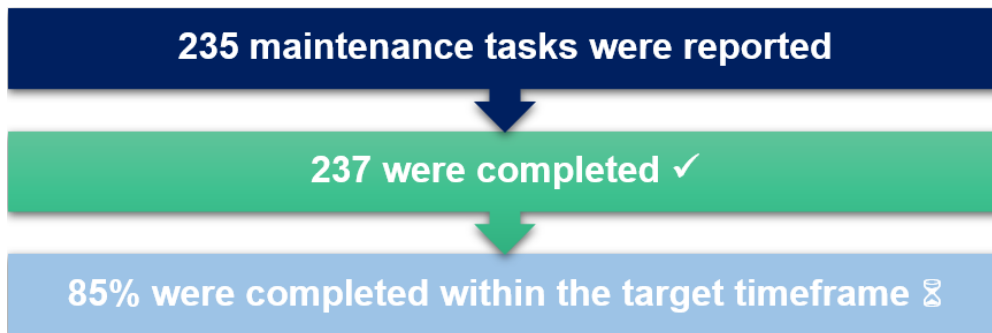 235 maintenance tasks were reported
237 were completed ✓
85% were completed within the target timeframe ⏳